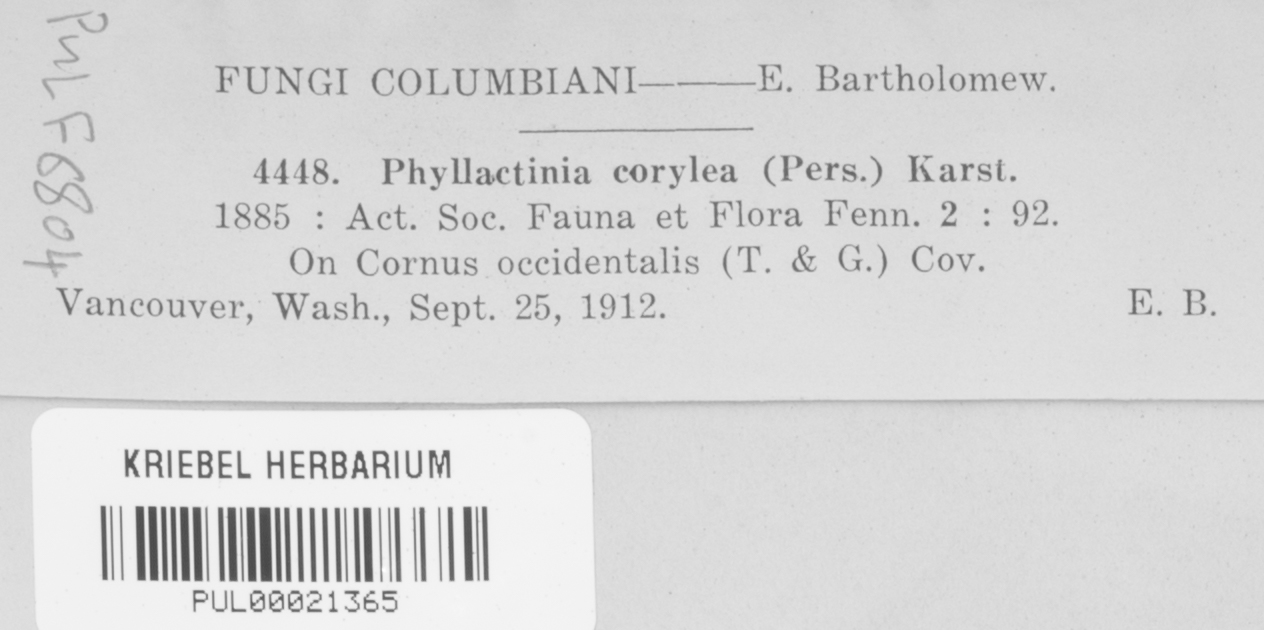 PUL F6804
FUNGI COLUMBIANI———E. Bartholomew.
4448. Phyllactinia corylea (Pers.) Karst.
1885 : Act. Soc. Fauna et Flora Fenn. 2 : 92.
On Cornus occidentalis (T. & G.) Cov.
Vancouver, Wash., Sept. 25, 1912. E. B.
KRIEBEL HERBARIUM
PUL00021365